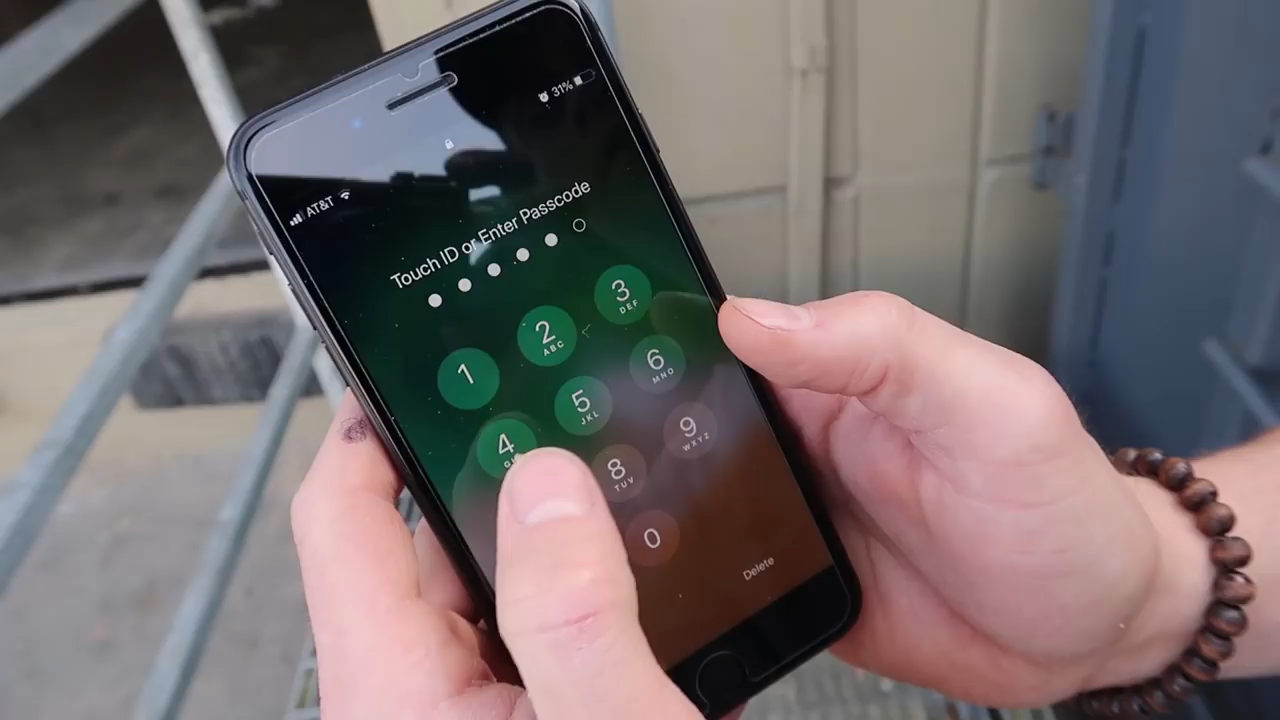 AT&T
31%
Touch ID or Enter Passcode
1
2
ABC
3
DEF
4
5
JKL
6
MNO
8
TUV
9
WXYZ
0
Delete